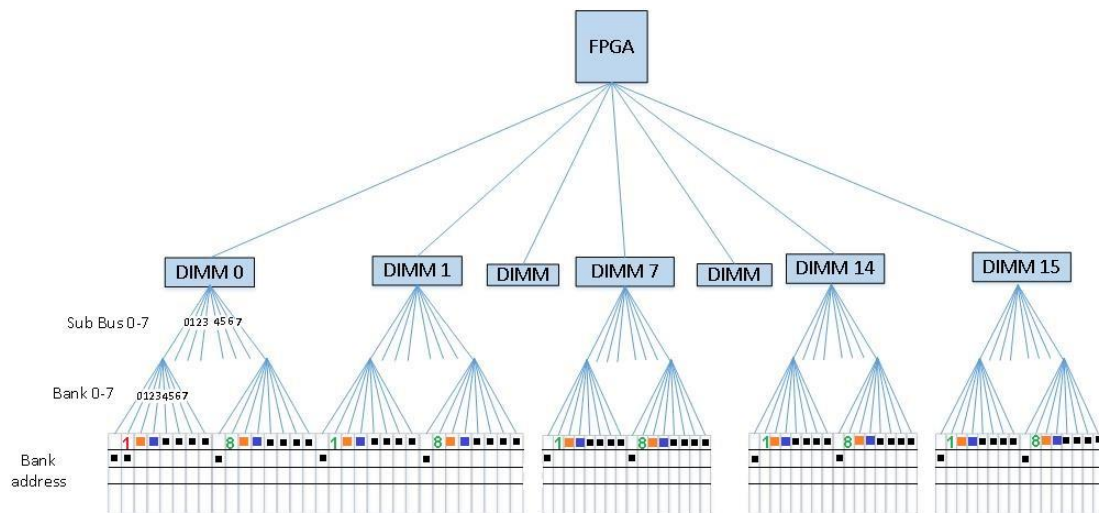 FPGA
DIMM 0
DIMM 1
DIMM
DIMM 7
DIMM
DIMM 14
DIMM 15
Sub Bus 0-7
0123 4567
Bank 0-7
01234567
1 8 1 8 1 8 1 8 1 8
Bank
address